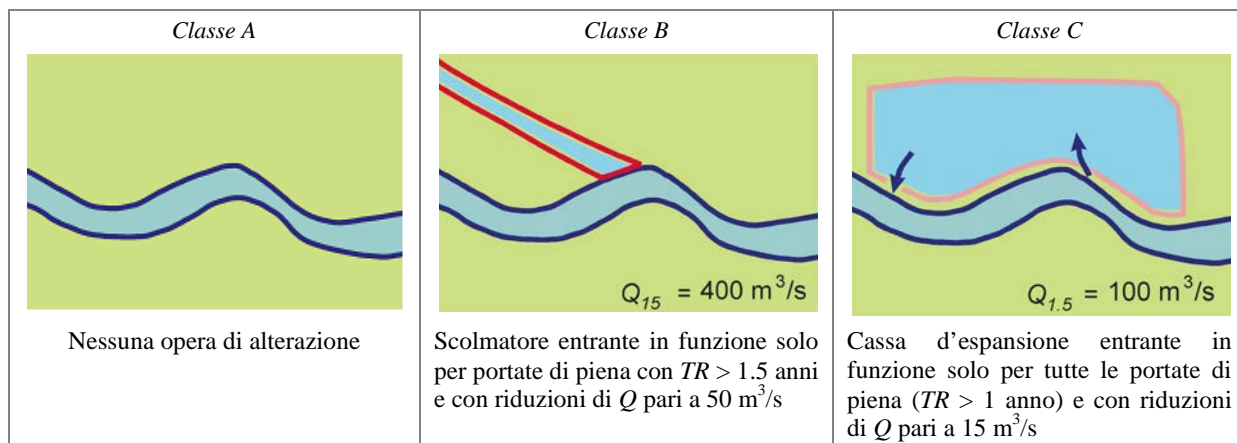 Classe A
Classe B
Classe C
Q15 = 400 m³/s
Q1.5 = 100 m³/s
Nessuna opera di alterazione
Scolmatore entrante in funzione solo
per portate di piena con TR > 1.5 anni
e con riduzioni di Q pari a 50 m³/s
Cassa d'espansione entrante in
funzione solo per tutte le portate di
piena (TR > 1 anno) e con riduzioni
di Q pari a 15 m³/s